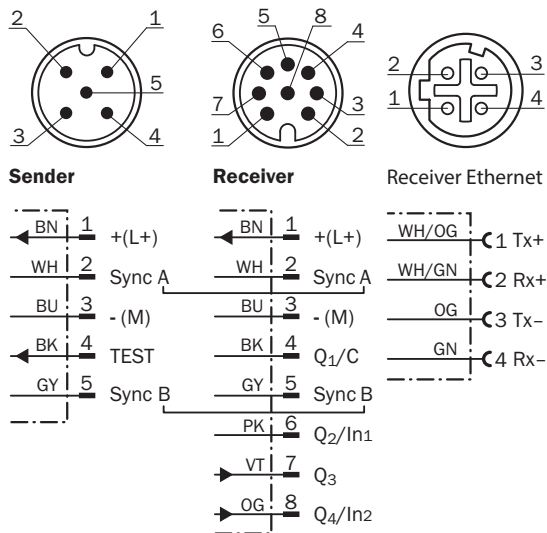 2 1
5
3 4
5 8
6 4
7 3
1 2
2 3
1 4
Sender
BN 1 +(L+)
WH 2 Sync A
BU 3 - (M)
BK 4 TEST
GY 5 Sync B
Receiver
BN 1 +(L+)
WH 2 Sync A
BU 3 - (M)
BK 4 Q1/C
GY 5 Sync B
PK 6 Q2/In1
VT 7 Q3
OG 8 Q4/In2
Receiver Ethernet
WH/OG 1 Tx+
WH/GN 2 Rx+
OG 3 Tx–
GN 4 Rx–